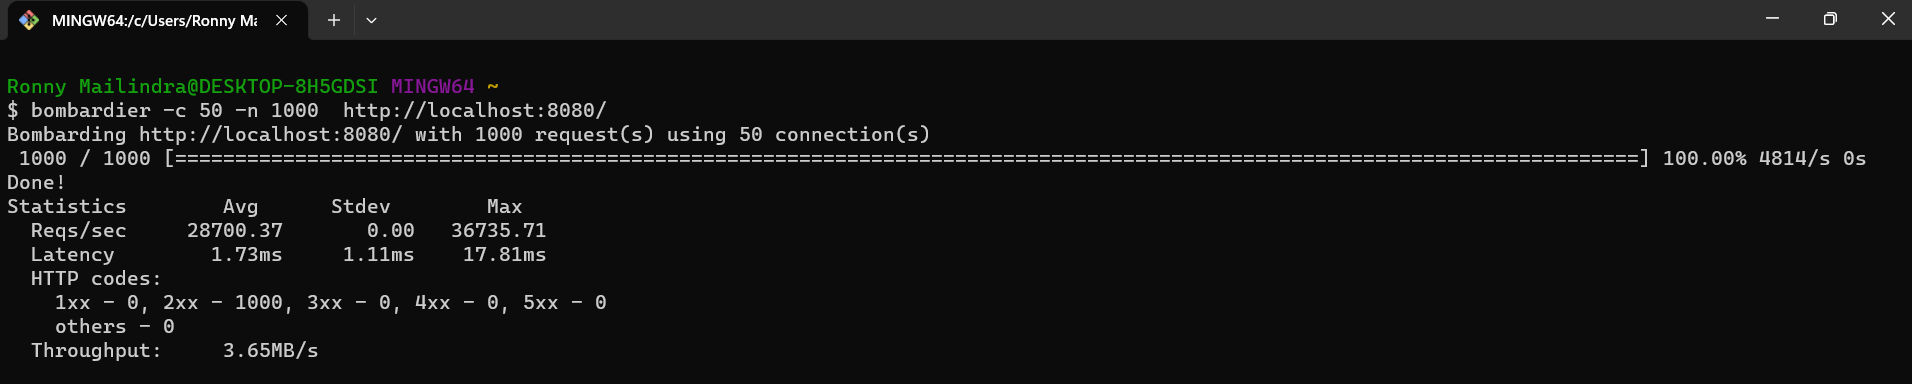 MINGW64:/c/Users/Ronny Ma
Ronny Mailindra@DESKTOP-8H5GDSI MINGW64 ~
$ bombardier -c 50 -n 1000  http://localhost:8080/
Bombarding http://localhost:8080/ with 1000 request(s) using 50 connection(s)
 1000 / 1000 [==========================================================================================================================] 100.00% 4814/s 0s
Done!
Statistics        Avg      Stdev        Max
  Reqs/sec     28700.37       0.00   36735.71
  Latency        1.73ms     1.11ms    17.81ms
  HTTP codes:
    1xx - 0, 2xx - 1000, 3xx - 0, 4xx - 0, 5xx - 0
    others - 0
  Throughput:     3.65MB/s